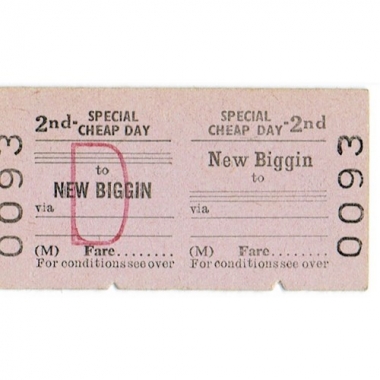 0093
2nd- SPECIAL CHEAP DAY
to
NEW BIGGIN
D
via
(M) Fare........
For conditions see over
SPECIAL CHEAP DAY -2nd
New Biggin
to
via
(M) Fare........
For conditions see over
0093